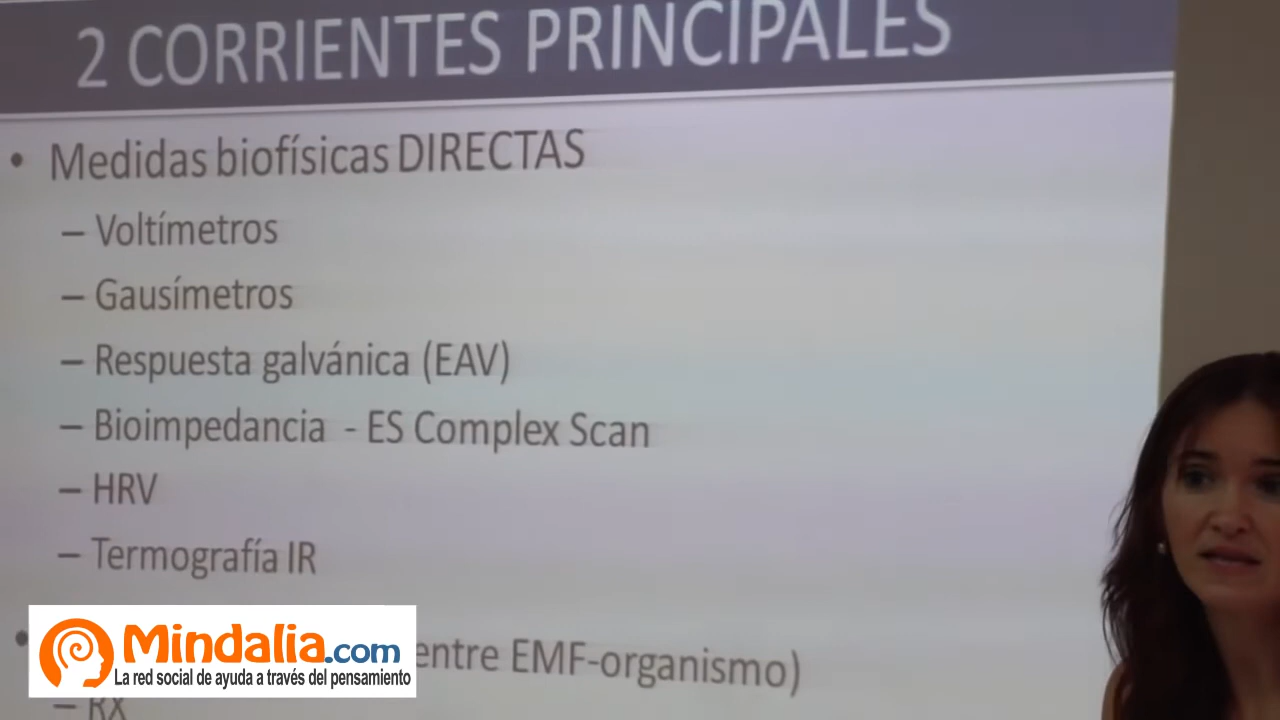 2 CORRIENTES PRINCIPALES
• Medidas biofísicas DIRECTAS
– Voltímetros
– Gausímetros
– Respuesta galvánica (EAV)
– Bioimpedancia - ES Complex Scan
– HRV
– Termografía IR
• entre EMF-organismo)
– RX
Mindalia.com
La red social de ayuda a través del pensamiento